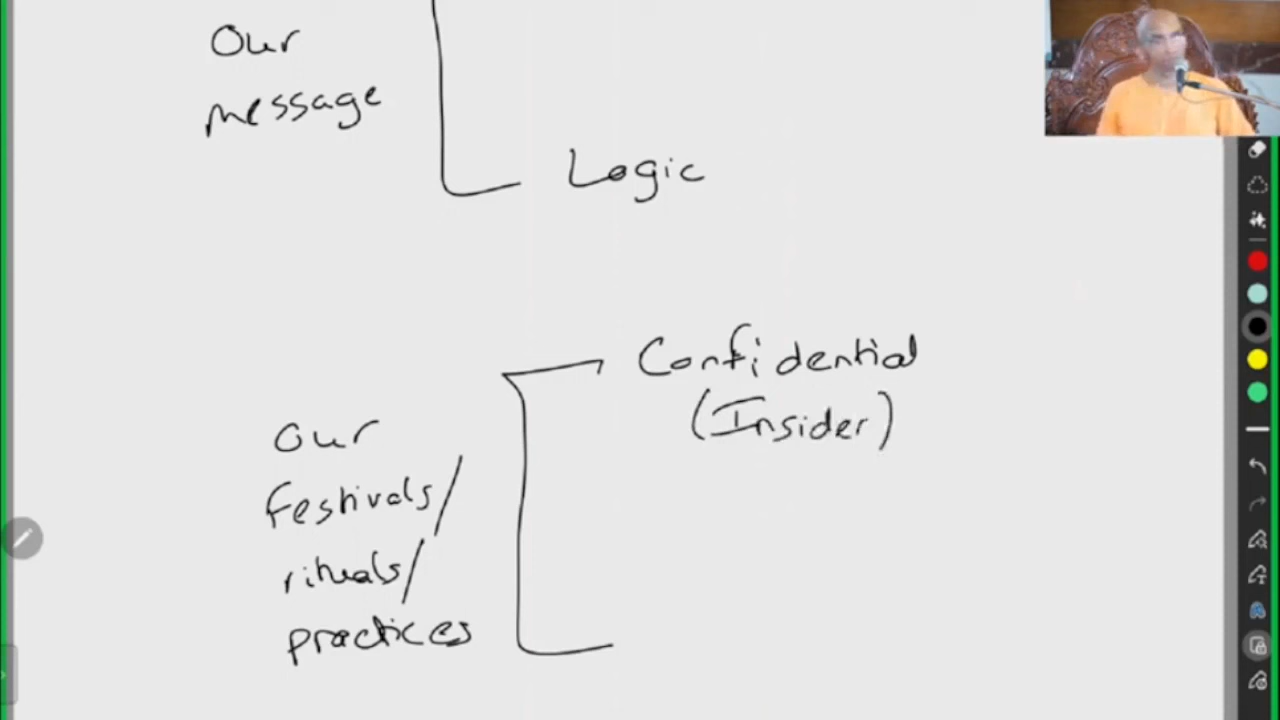 Our
message
Logic
Confidential
(Insider)
Our
festivals/
rituals/
practices